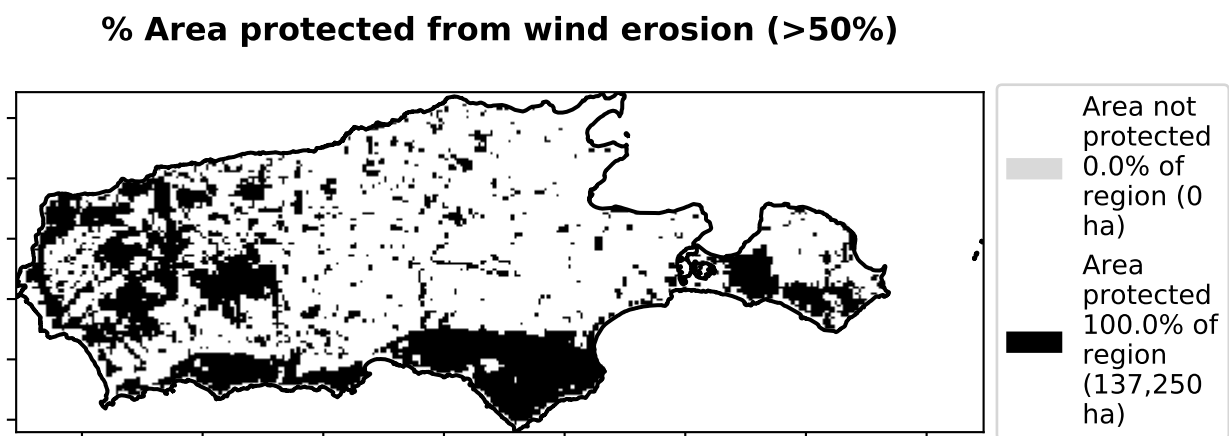 % Area protected from wind erosion (>50%)
Area not
protected
0.0% of
region (0
ha)
Area
protected
100.0% of
region
(137,250
ha)